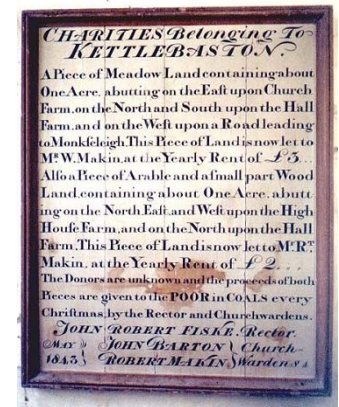 CHARITIES Belonging To
KETTLEBASTON.
A Piece of Meadow Land containing about
One Acre, abutting on the East upon Church
Farm, on the North and South upon the Hall
Farm, and on the West upon a Road leading
to Monksleigh, This Piece of Land is now let to
Mr. W. Makin, at the Yearly Rent of £3...
Also a Piece of Arable and a small part Wood
Land, containing about One Acre, abutt
ing on the North, East, and West upon the High
House Farm, and on the North upon the Hall
Farm, This Piece of Land is now let to Mr. Rt.
Makin, at the Yearly Rent of £2...
The Donors are unknown and the proceeds of both
Pieces are given to the POOR in COALS every
Christmas, by the Rector and Churchwardens.
JOHN ROBERT FISKE. Rector.
MAY JOHN BARTON Church-
1843 ROBERT MAKIN Wardens